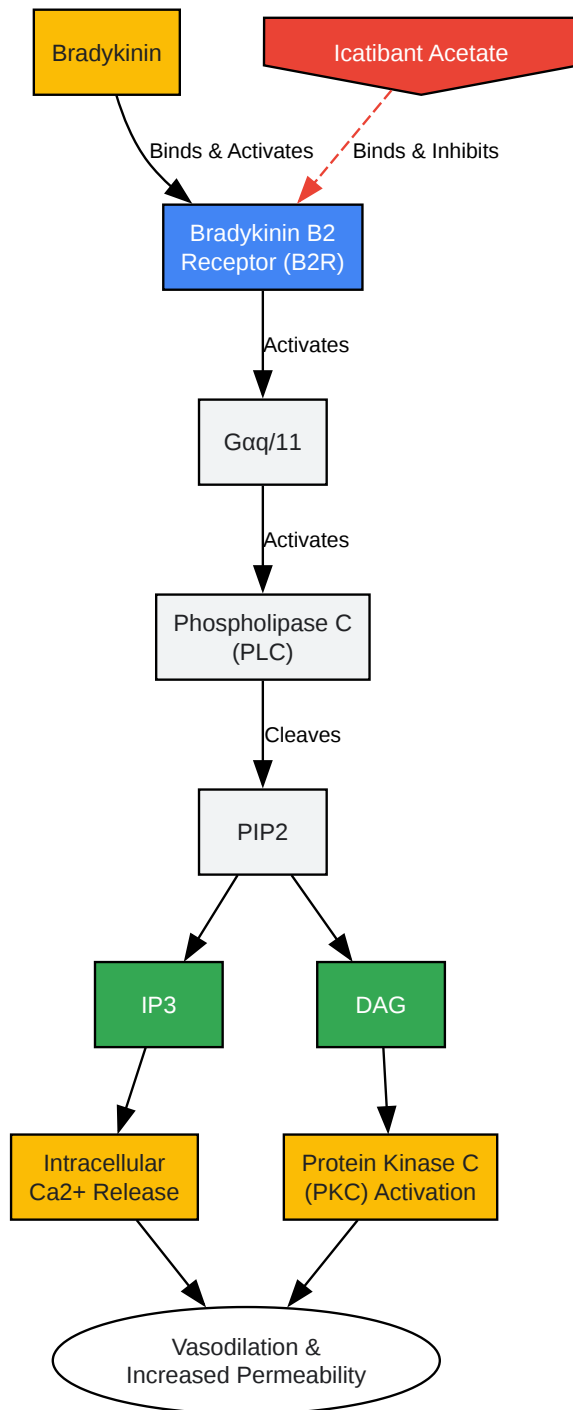 Bradykinin
Icatibant Acetate
Binds & Activates
Binds & Inhibits
Bradykinin B2
Receptor (B2R)
Activates
Gαq/11
Activates
Phospholipase C
(PLC)
Cleaves
PIP2
IP3
DAG
Intracellular
Ca2+ Release
Protein Kinase C
(PKC) Activation
Vasodilation &
Increased Permeability